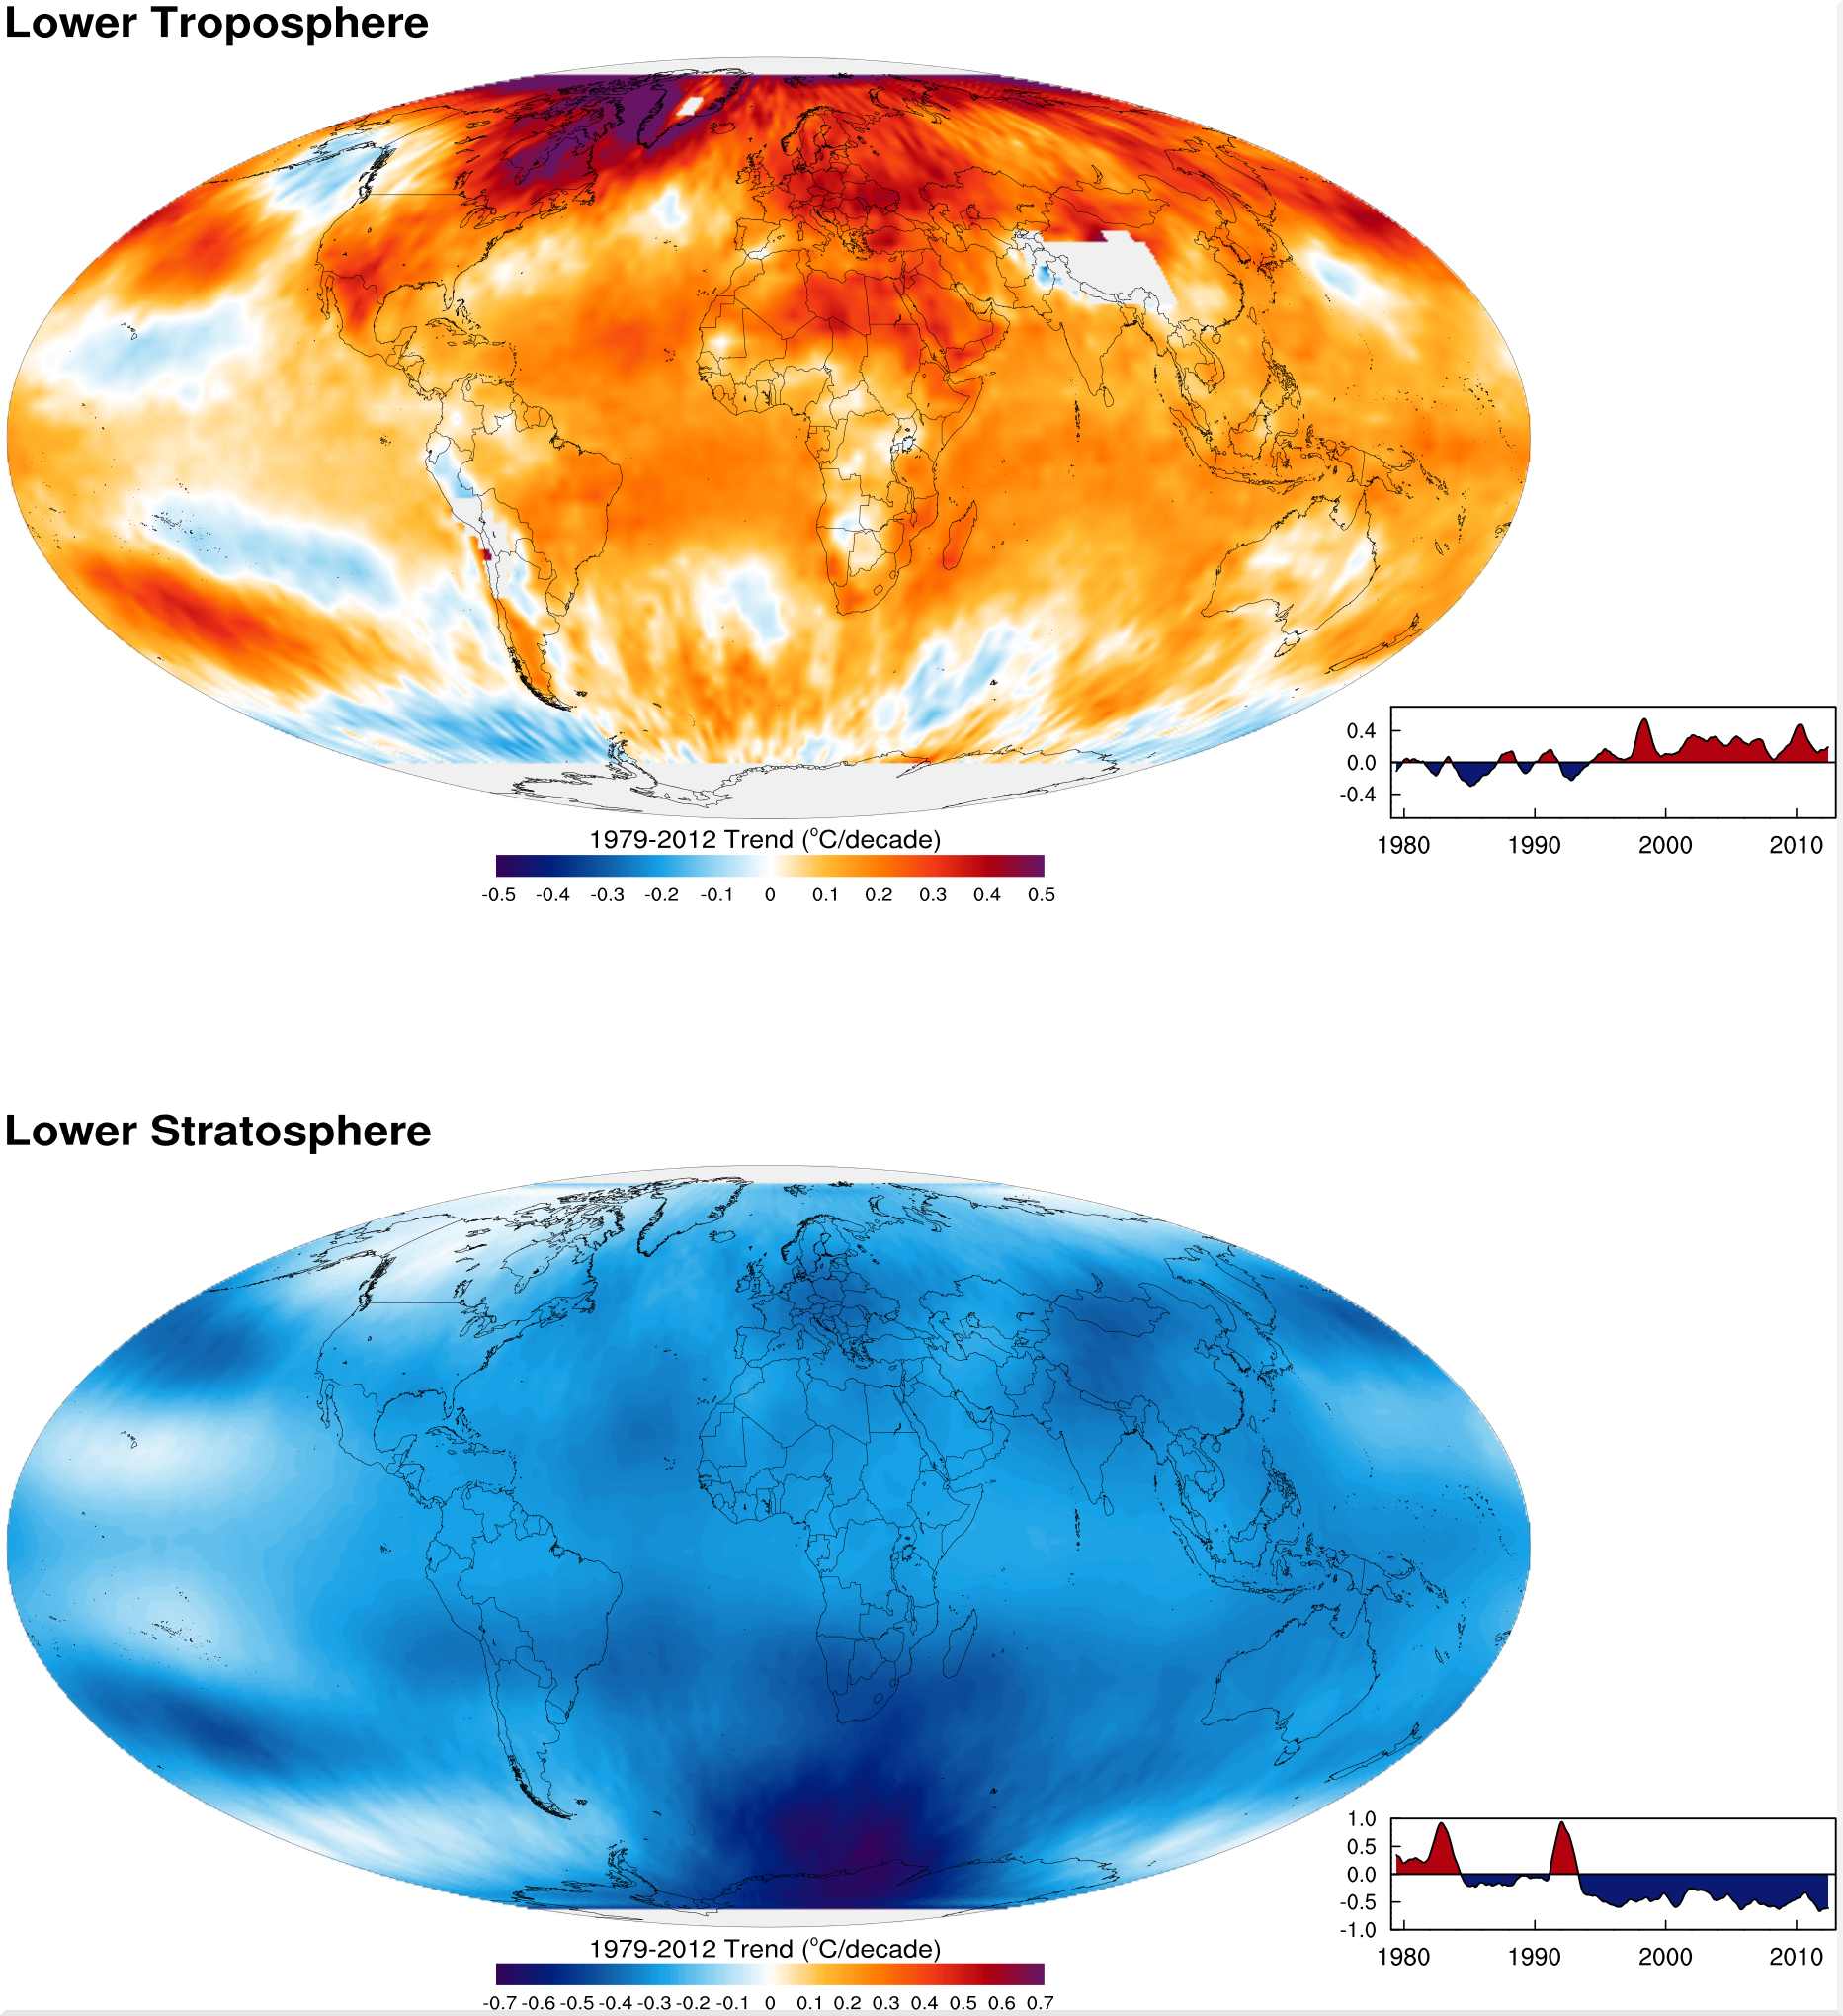 Lower Troposphere
0.4
0.0
-0.4
1980 1990 2000 2010
1979-2012 Trend (°C/decade)
-0.5 -0.4 -0.3 -0.2 -0.1 0 0.1 0.2 0.3 0.4 0.5
Lower Stratosphere
1.0
0.5
0.0
-0.5
-1.0
1980 1990 2000 2010
1979-2012 Trend (°C/decade)
-0.7 -0.6 -0.5 -0.4 -0.3 -0.2 -0.1 0 0.1 0.2 0.3 0.4 0.5 0.6 0.7